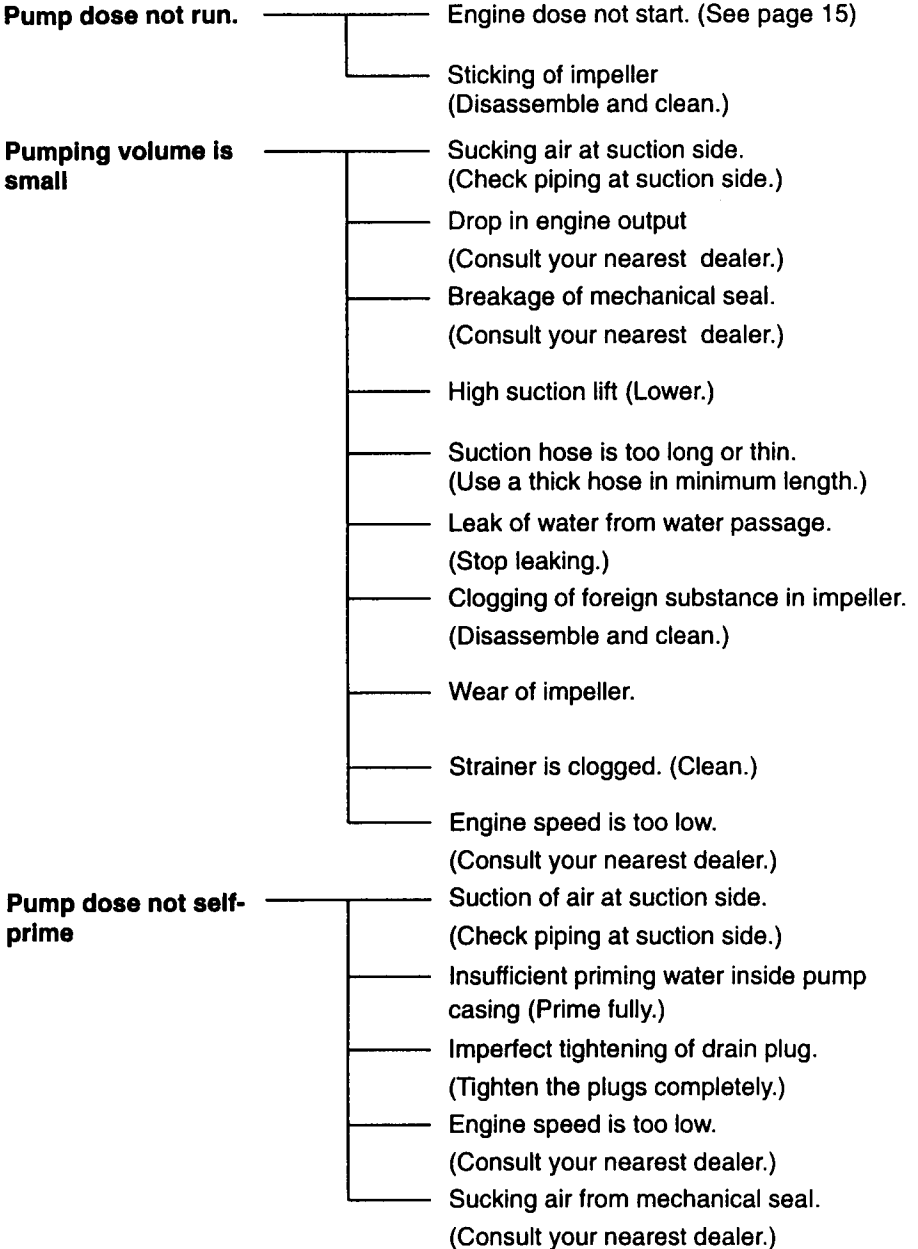 Pump dose not run.
Engine dose not start. (See page 15)
Sticking of impeller
(Disassemble and clean.)
Pumping volume is
small
Sucking air at suction side.
(Check piping at suction side.)
Drop in engine output
(Consult your nearest dealer.)
Breakage of mechanical seal.
(Consult your nearest dealer.)
High suction lift (Lower.)
Suction hose is too long or thin.
(Use a thick hose in minimum length.)
Leak of water from water passage.
(Stop leaking.)
Clogging of foreign substance in impeller.
(Disassemble and clean.)
Wear of impeller.
Strainer is clogged. (Clean.)
Engine speed is too low.
(Consult your nearest dealer.)
Pump dose not self-
prime
Suction of air at suction side.
(Check piping at suction side.)
Insufficient priming water inside pump
casing (Prime fully.)
Imperfect tightening of drain plug.
(Tighten the plugs completely.)
Engine speed is too low.
(Consult your nearest dealer.)
Sucking air from mechanical seal.
(Consult your nearest dealer.)